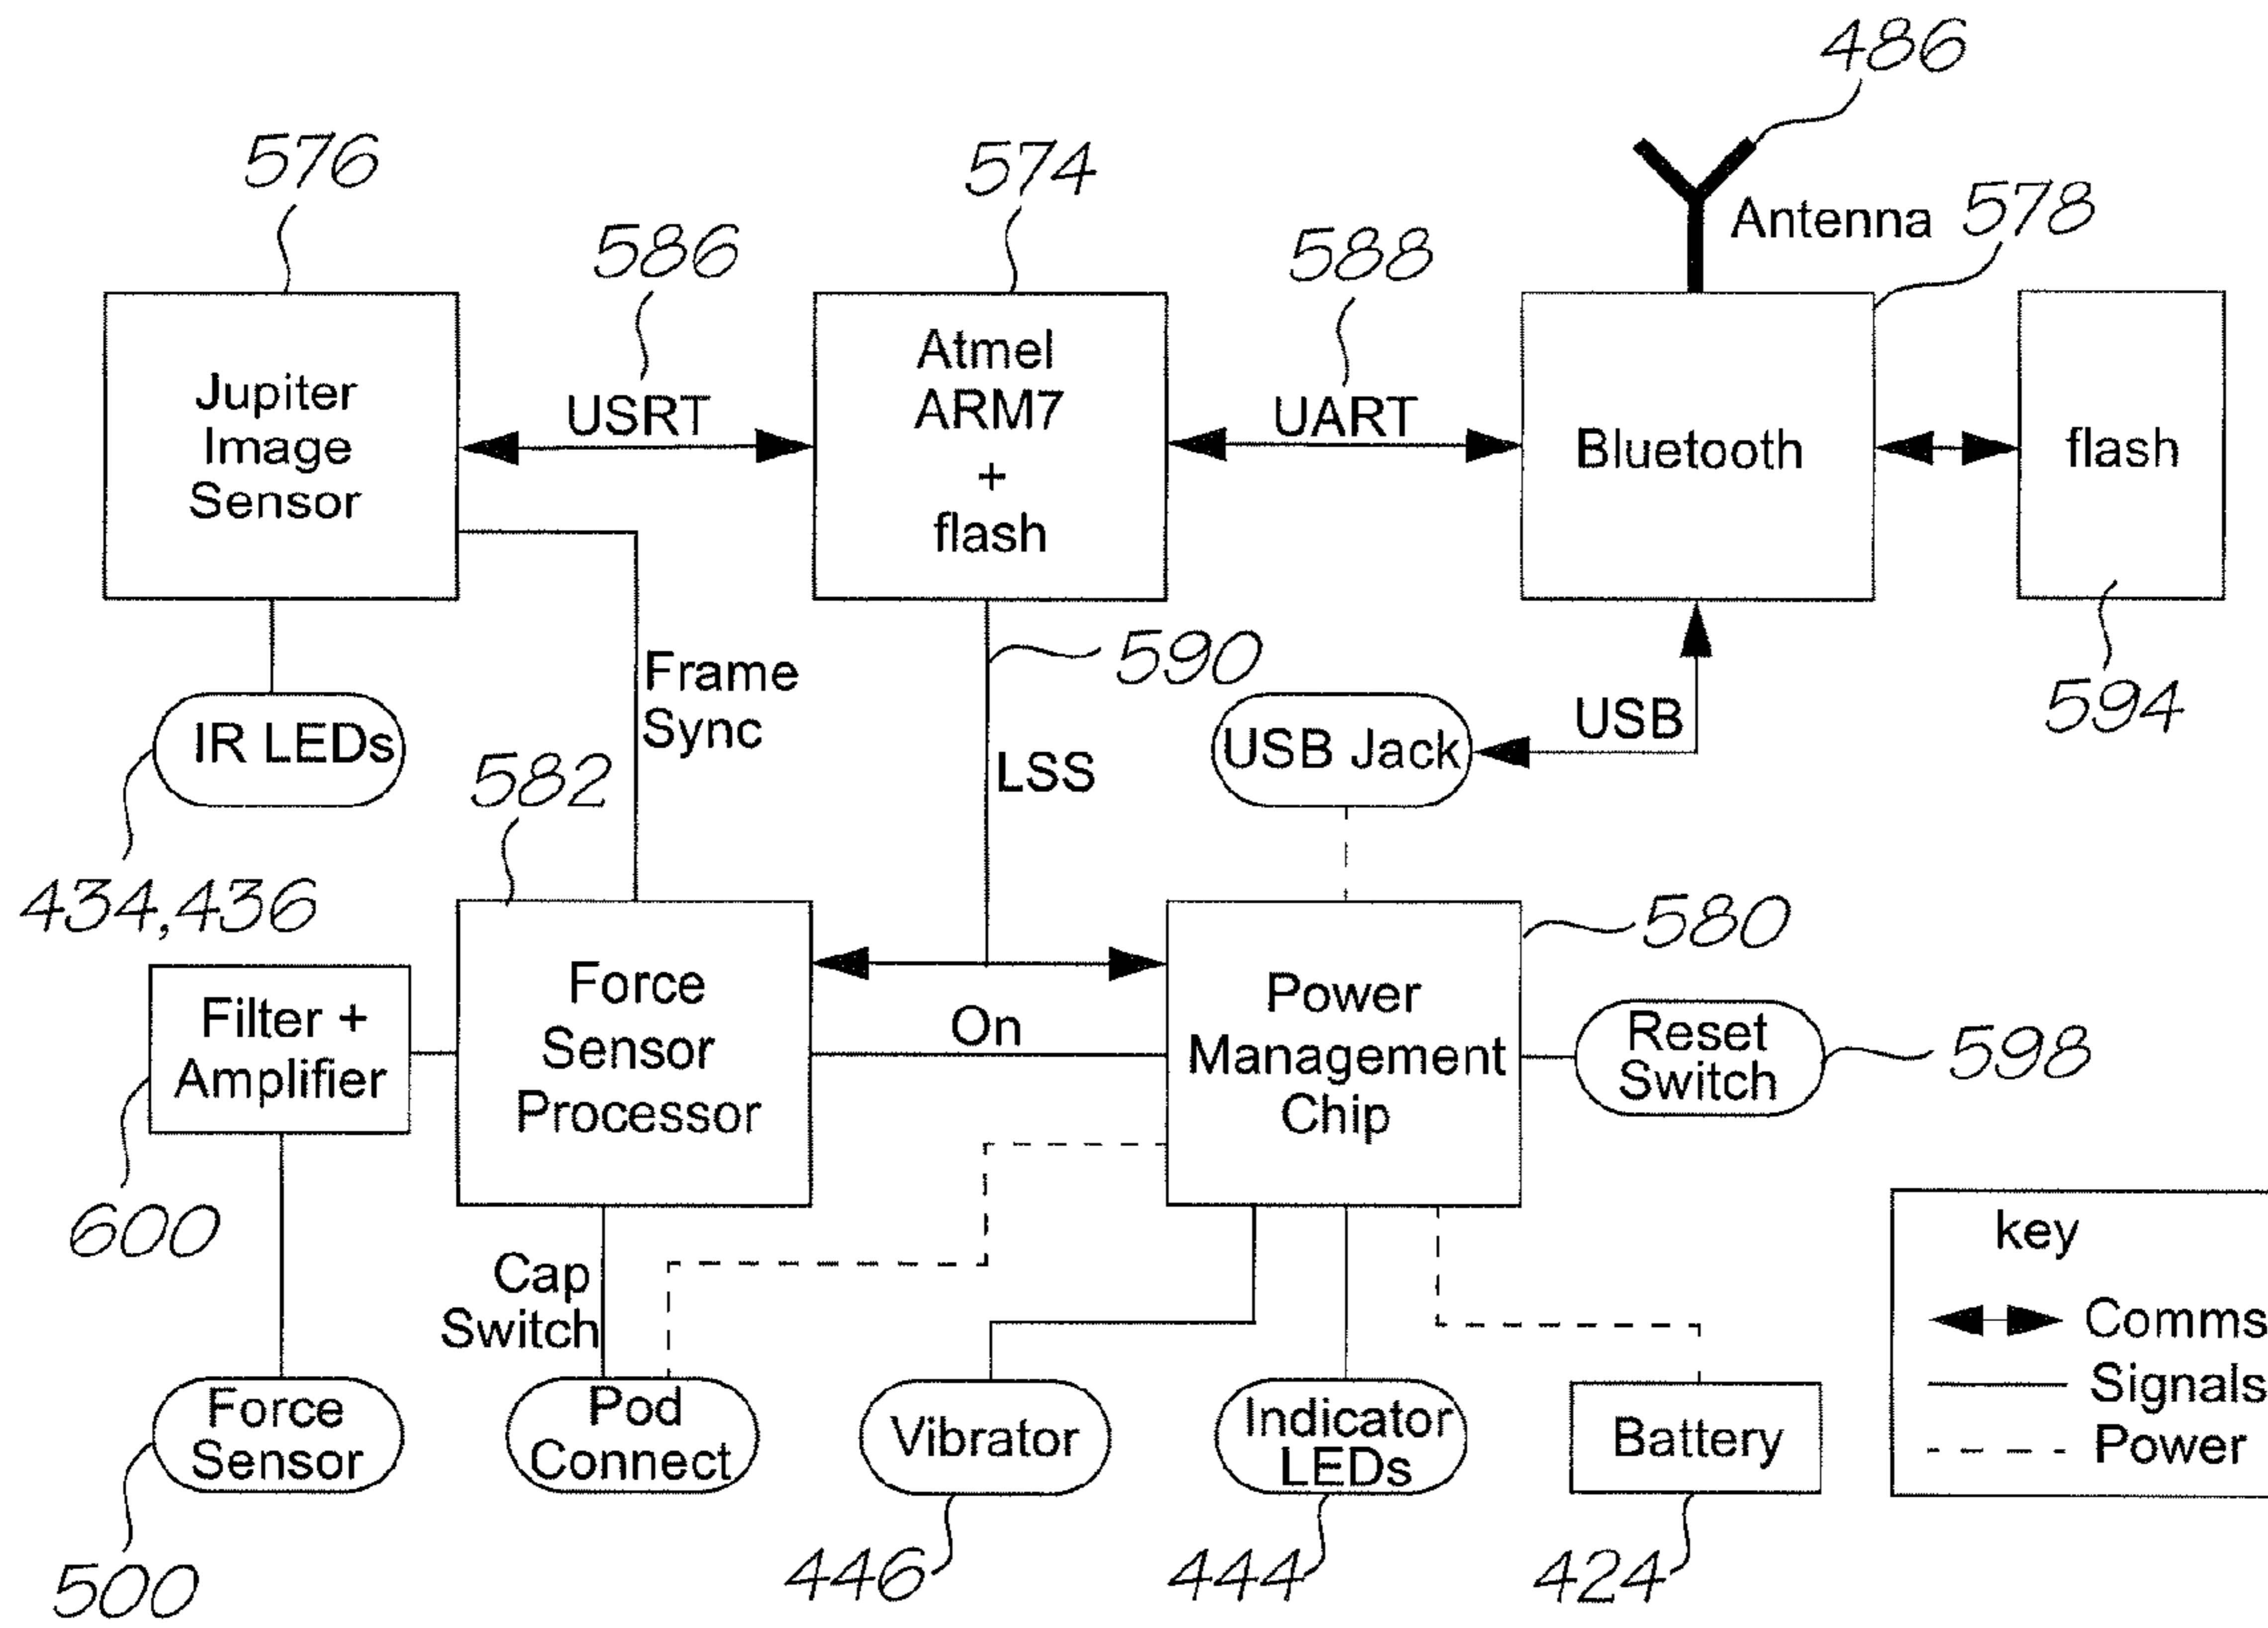 486
576
574
Antenna
578
586
588
Jupiter
Image
Sensor
USRT
Atmel
ARM7
+
flash
UART
Bluetooth
flash
590
594
Frame
Sync
LSS
USB
USB Jack
IR LEDs
434,436
582
580
Filter +
Amplifier
Force
Sensor
Processor
On
Power
Management
Chip
Reset
Switch
598
600
Cap
Switch
key
Comms
Signals
Power
Force
Sensor
Pod
Connect
Vibrator
Indicator
LEDs
Battery
500
446
444
424